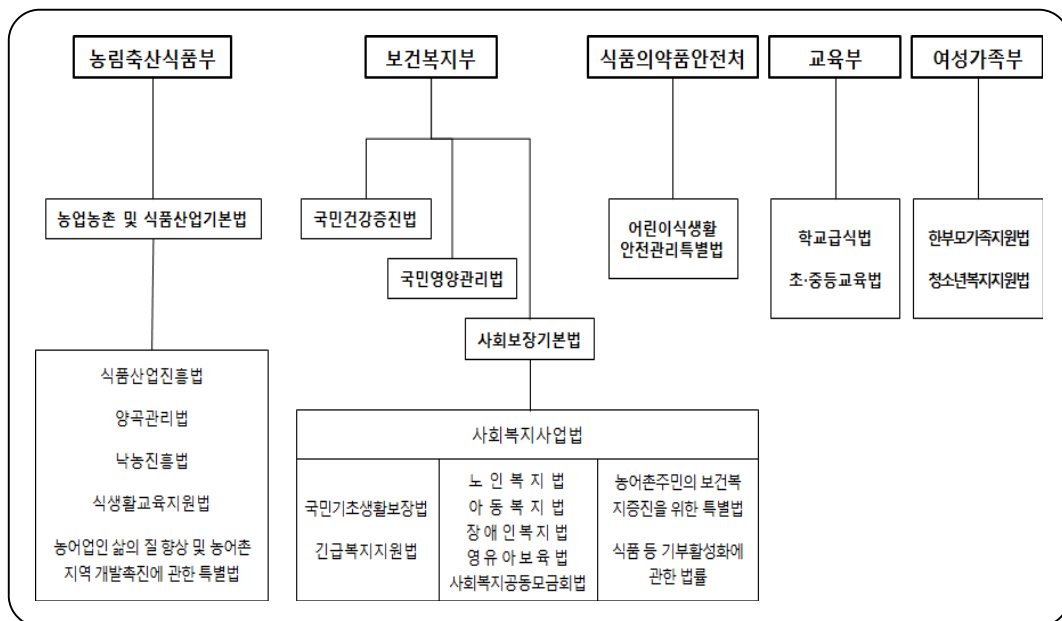 농림축산식품부
보건복지부
식품의약품안전처
교육부
여성가족부
농업농촌 및 식품산업기본법
국민건강증진법
국민영양관리법
사회보장기본법
어린이식생활
안전관리특별법
학교급식법
초·중등교육법
한부모가족지원법
청소년복지지원법
식품산업진흥법
양곡관리법
낙농진흥법
식생활교육지원법
농어업인 삶의 질 향상 및 농어촌
지역 개발촉진에 관한 특별법
사회복지사업법
국민기초생활보장법
긴급복지지원법
노 인 복 지 법
아 동 복 지 법
장애인복지법
영유아보육법
사회복지공동모금회법
농어촌주민의 보건복
지증진을 위한 특별법
식품 등 기부활성화에
관한 법률